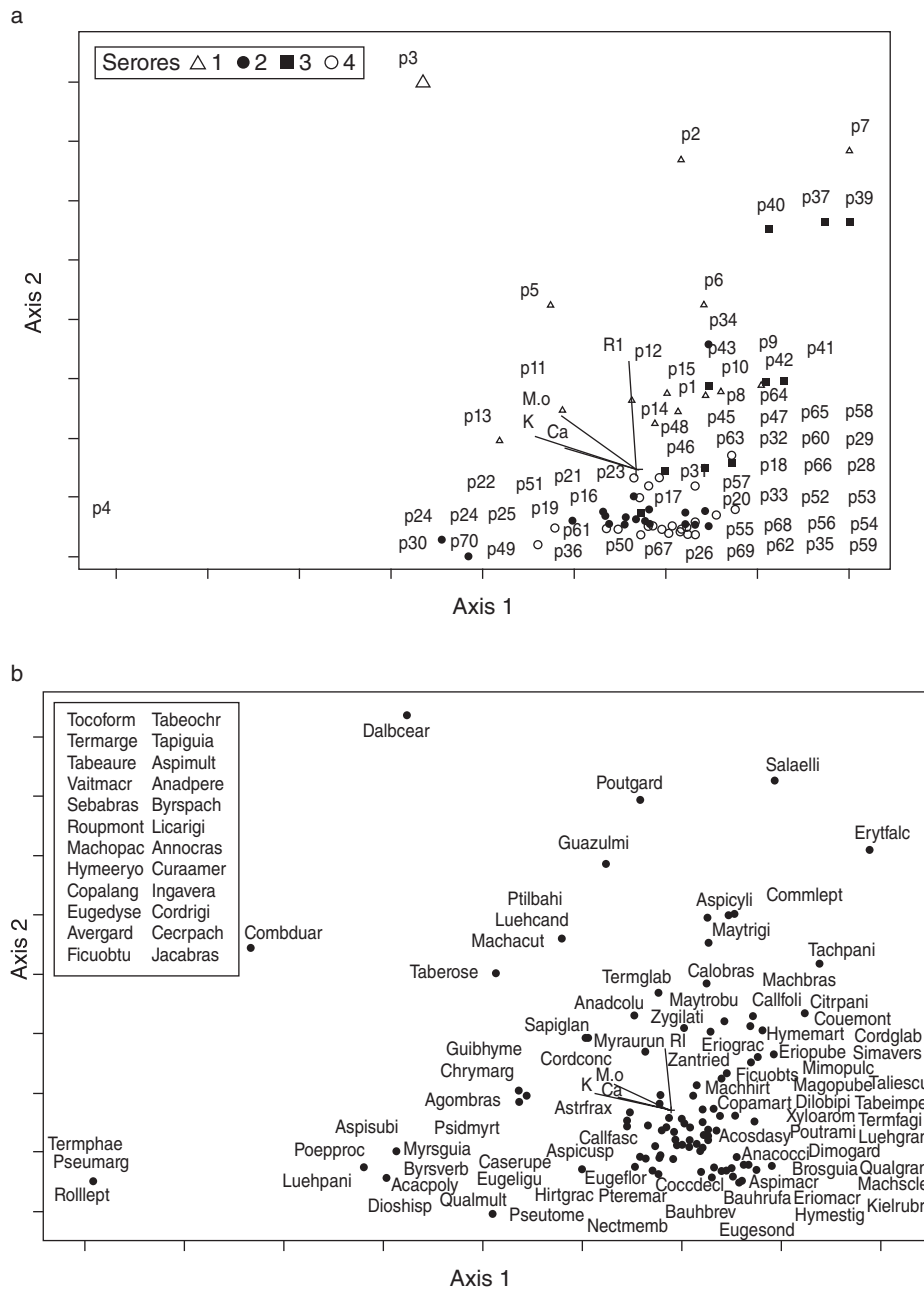 a
Serores △ 1 ● 2 ■ 3 ○ 4
p3
p2
p7
p40 p37 p39
p5
p6
p34
R1 p12 p43 p9 p41
p11 p15 p10 p42
M.o p1 p8 p64
p13 K p14 p45 p47 p65 p58
Ca p48 p63 p32 p60 p29
p46
p22 p51 p21 p23 p31 p18 p66 p28
p57
p4 p19 p16 p17 p20 p33 p52 p53
p24 p24 p25
p30 p70 p49 p61 p36 p50 p67 p26 p55 p68 p56 p54
p69 p62 p35 p59
Axis 2
Axis 1
b
Tocoform Tabeochr
Termarge Tapiguia
Tabeaure Aspimult
Vaitmacr Anadpere
Sebabras Byrspach
Roupmont Licarigi
Machopac Annocras
Hymeeryo Curaamer
Copalang Ingavera
Eugedyse Cordrigi
Avergard Cecrpach
Ficuobtu Jacabras
Dalbcear
Salaelli
Poutgard
Guazulmi Erytfalc
Ptilbahi Aspicyli Commlept
Luehcand Maytrigi
Combduar Machacut
Taberose Tachpani
Termglab Calobras Machbras
Anadcolu Maytrobu Callfoli Citrpani
Sapiglan Zygilati Couemont
Guibhyme Myraurun RI Eriograc Hymemart Cordglab
Chrymarg Cordconc Zantried Eriopube Simavers
M.o Ficuobts Mimopulc
K Ca Machhirt Magopube Taliescu
Agombras Astrfrax Copamart Dilobipi Tabeimpe
Psidmyrt Xyloarom Termfagi
Termphae Aspisubi Callfasc Acosdasy Poutrami Luehgran
Pseumarg Poepproc Myrsguia Aspicusp Anacocci Dimogard
Rolllept Luehpani Byrsverb Caserupe Eugeflor Brosguia Qualgran
Acacpoly Eugeligu Coccdecl Aspimacr Machscle
Dioshisp Qualmult Hirtgrac Pteremar Bauhrufa Eriomacr Kielrubr
Pseutome Nectmemb Bauhbrev Hymestig
Eugesond
Axis 2
Axis 1